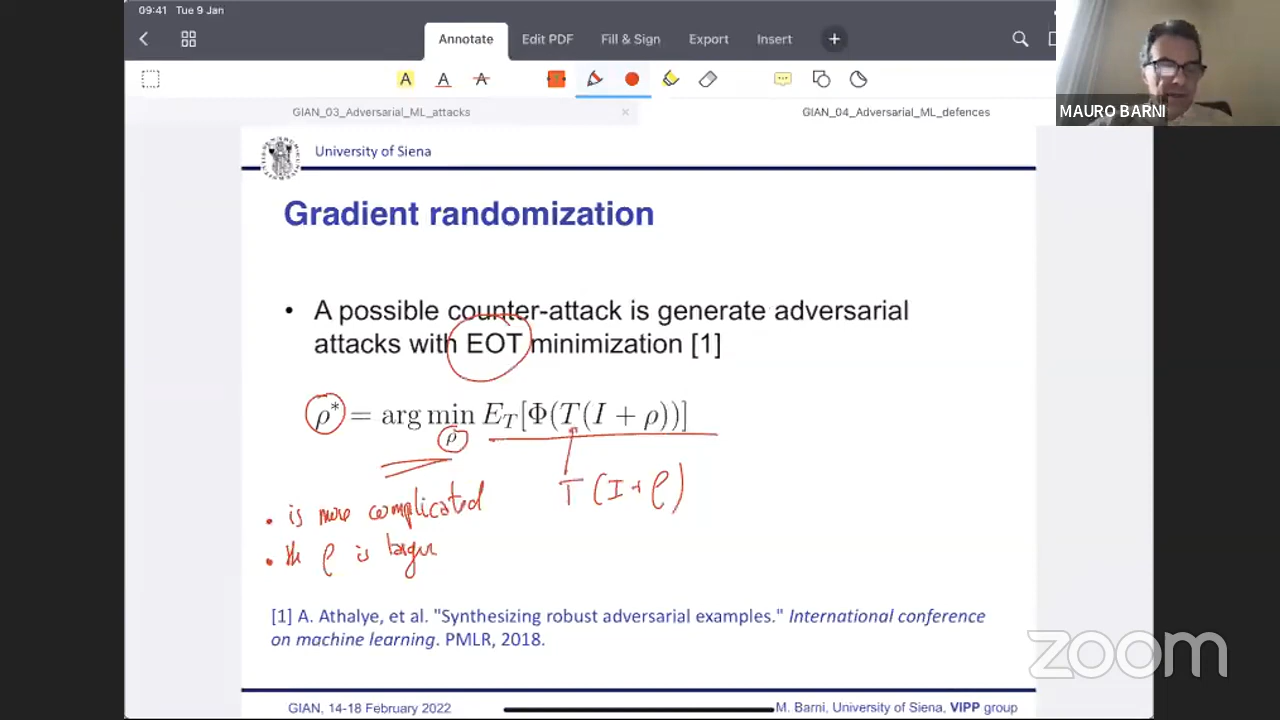 09:41 Tue 9 Jan
Annotate Edit PDF Fill & Sign Export Insert
A A A
MAURO BARNI
GIAN_03_Adversarial_ML_attacks GIAN_04_Adversarial_ML_defences
University of Siena
Gradient randomization
• A possible counter-attack is generate adversarial
attacks with EOT minimization [1]
ρ* = arg min E_T[Φ(T(I + ρ))]
ρ
T (I + ρ)
• is more complicated
• the ρ is larger
[1] A. Athalye, et al. "Synthesizing robust adversarial examples." International conference
on machine learning. PMLR, 2018.
zoom
GIAN, 14-18 February 2022 M. Barni, University of Siena, VIPP group